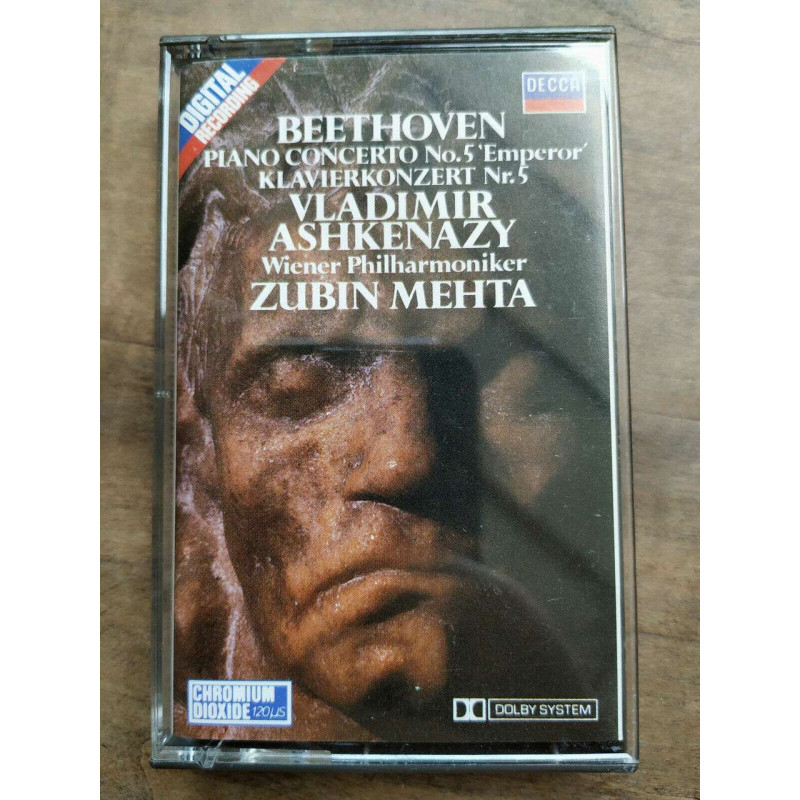 DIGITAL
RECORDING
DECCA
BEETHOVEN
PIANO CONCERTO No.5 'Emperor'
KLAVIERKONZERT Nr.5
VLADIMIR
ASHKENAZY
Wiener Philharmoniker
ZUBIN MEHTA
CHROMIUM
DIOXIDE 120µS
DOLBY SYSTEM